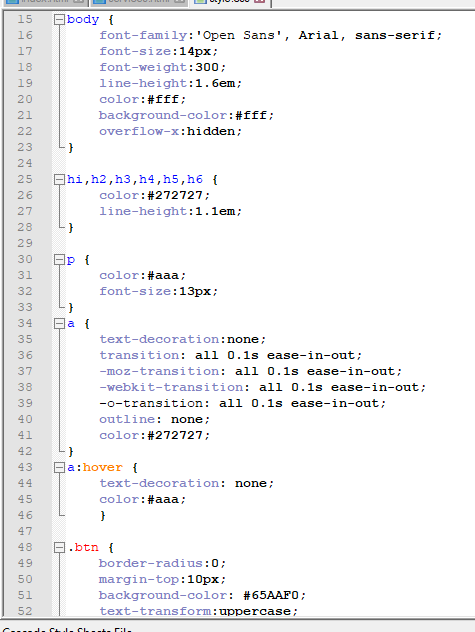 15 body {
16 font-family:'Open Sans', Arial, sans-serif;
17 font-size:14px;
18 font-weight:300;
19 line-height:1.6em;
20 color:#fff;
21 background-color:#fff;
22 overflow-x:hidden;
23 }
24
25 hi,h2,h3,h4,h5,h6 {
26 color:#272727;
27 line-height:1.1em;
28 }
29
30 p {
31 color:#aaa;
32 font-size:13px;
33 }
34 a {
35 text-decoration:none;
36 transition: all 0.1s ease-in-out;
37 -moz-transition: all 0.1s ease-in-out;
38 -webkit-transition: all 0.1s ease-in-out;
39 -o-transition: all 0.1s ease-in-out;
40 outline: none;
41 color:#272727;
42 }
43 a:hover {
44 text-decoration: none;
45 color:#aaa;
46 }
47
48 .btn {
49 border-radius:0;
50 margin-top:10px;
51 background-color: #65AAF0;
52 text-transform:uppercase;